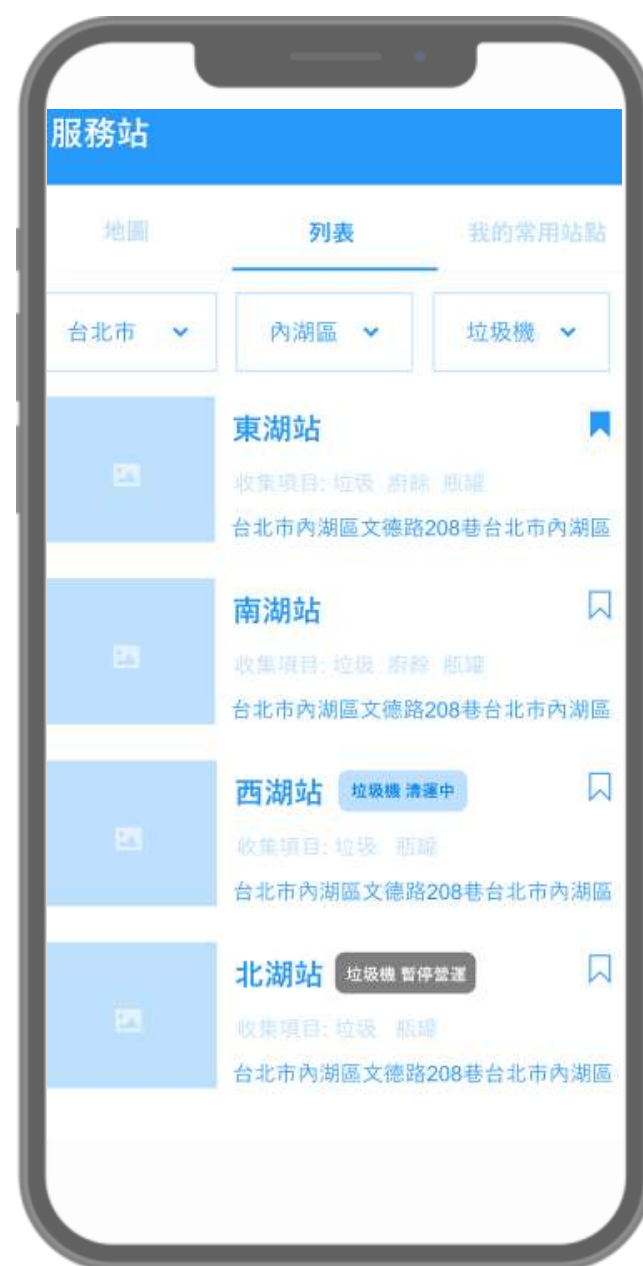 服務站
地圖 列表 我的常用站點
台北市 內湖區 垃圾機
東湖站
收集項目: 垃圾 廚餘 瓶罐
台北市內湖區文德路208巷台北市內湖區
南湖站
收集項目: 垃圾 廚餘 瓶罐
台北市內湖區文德路208巷台北市內湖區
西湖站 垃圾機 清運中
收集項目: 垃圾 瓶罐
台北市內湖區文德路208巷台北市內湖區
北湖站 垃圾機 暫停營運
收集項目: 垃圾 瓶罐
台北市內湖區文德路208巷台北市內湖區